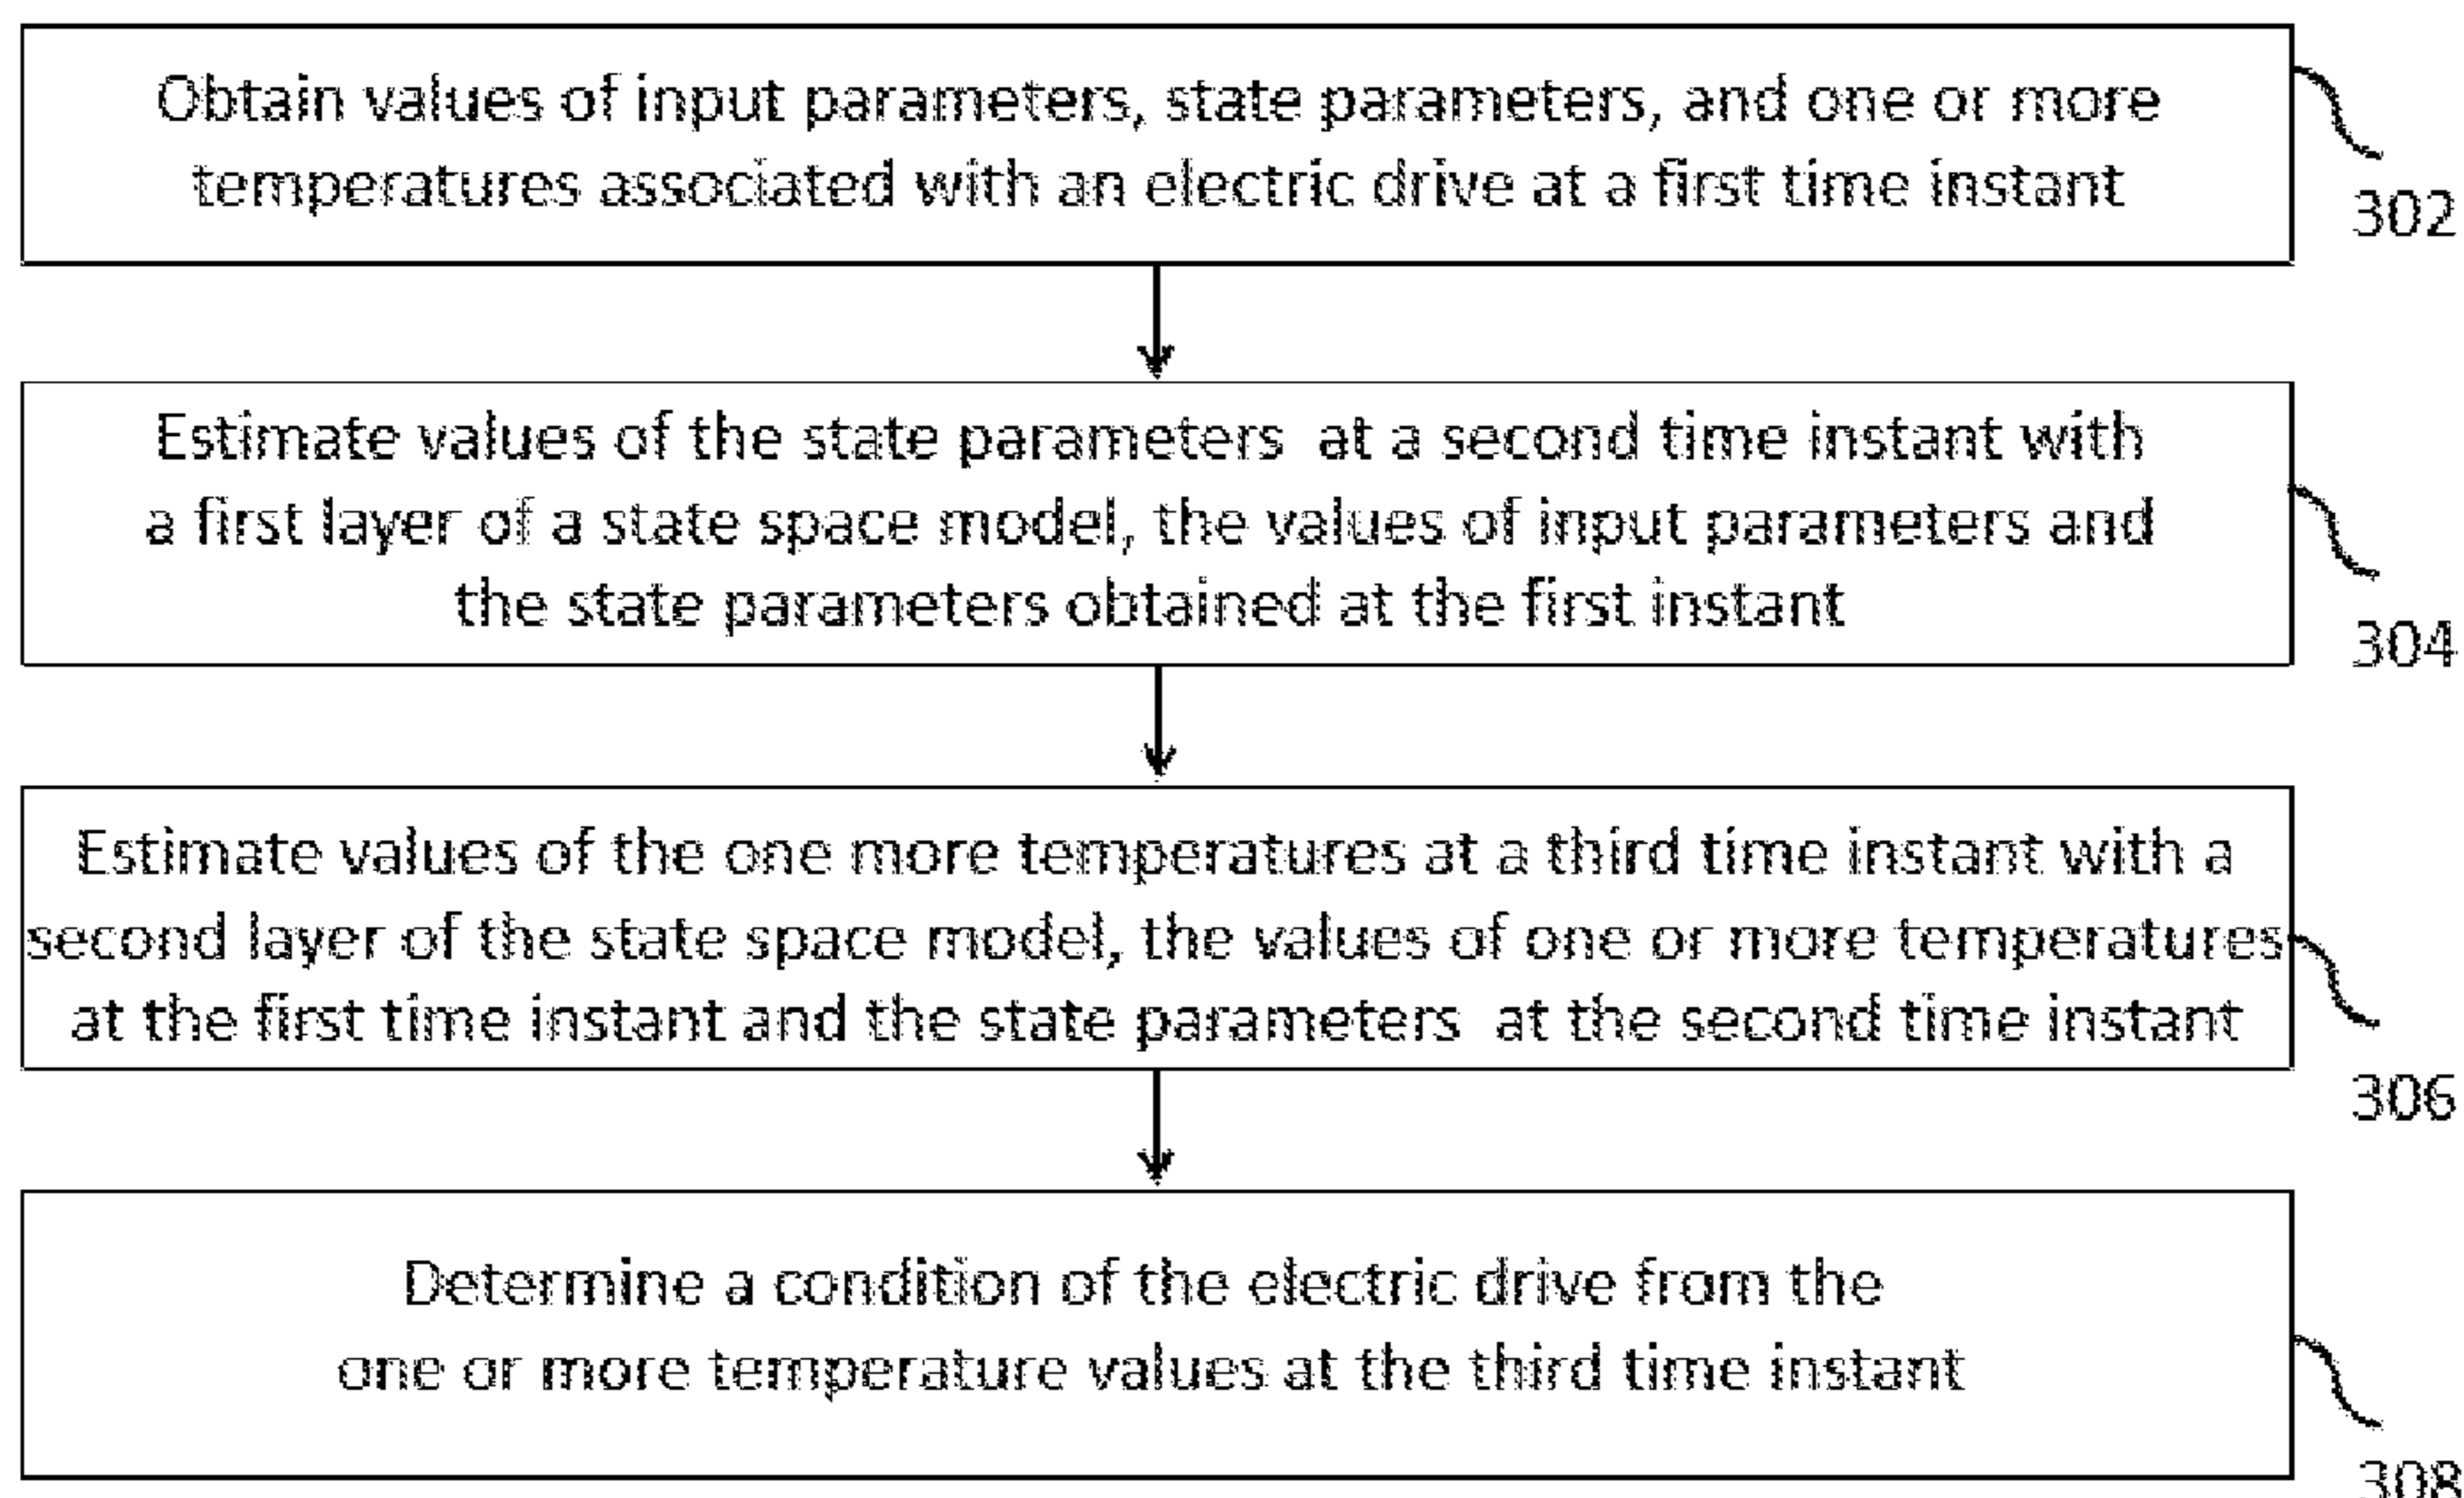 Obtain values of input parameters, state parameters, and one or more
temperatures associated with an electric drive at a first time instant
302
Estimate values of the state parameters at a second time instant with
a first layer of a state space model, the values of input parameters and
the state parameters obtained at the first instant
304
Estimate values of the one more temperatures at a third time instant with a
second layer of the state space model, the values of one or more temperatures
at the first time instant and the state parameters at the second time instant
306
Determine a condition of the electric drive from the
one or more temperature values at the third time instant
308